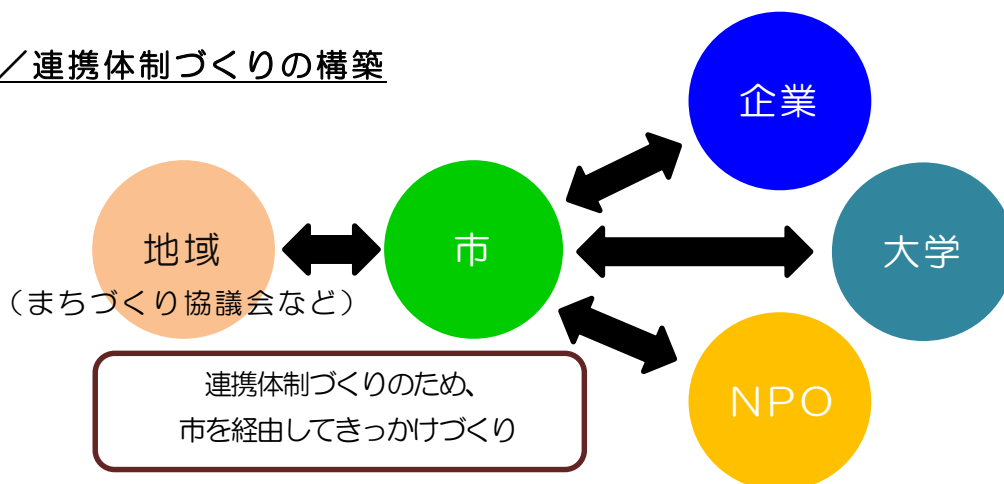 ／連携体制づくりの構築
企業
地域
市
大学
（まちづくり協議会など）
連携体制づくりのため、
市を経由してきっかけづくり
NPO